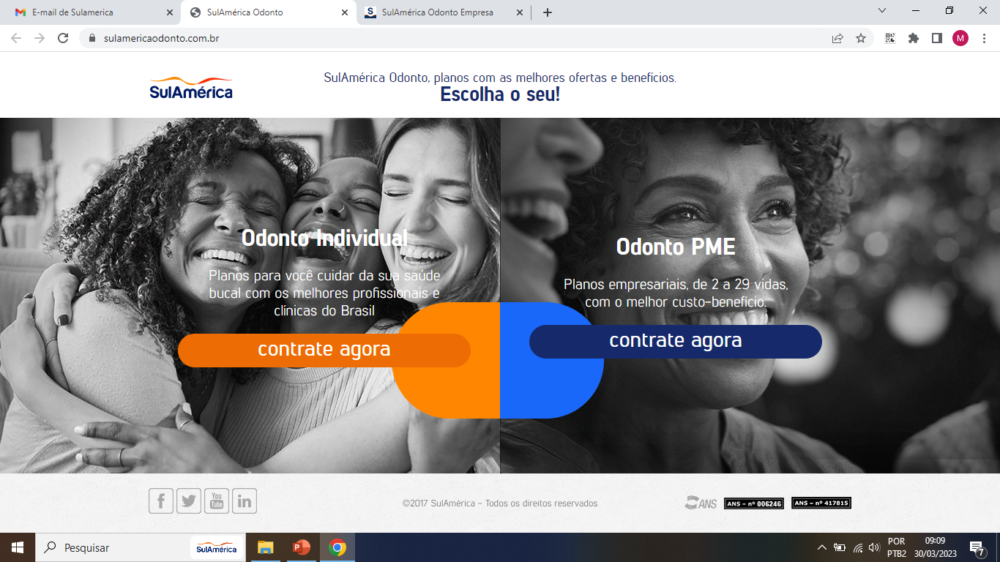 E-mail de Sulamerica
SulAmérica Odonto
SulAmérica Odonto Empresa
sulamericaodonto.com.br
M
SulAmérica
SulAmérica Odonto, planos com as melhores ofertas e benefícios.
Escolha o seu!
Odonto Individual
Planos para você cuidar da sua saúde
bucal com os melhores profissionais e
clínicas do Brasil
contrate agora
Odonto PME
Planos empresariais, de 2 a 29 vidas,
com o melhor custo-benefício.
contrate agora
You
Tube
©2017 SulAmérica - Todos os direitos reservados
ANS
ANS - nº 006246
ANS - nº 417815
Pesquisar
SulAmérica
POR
PTB2
09:09
30/03/2023
7